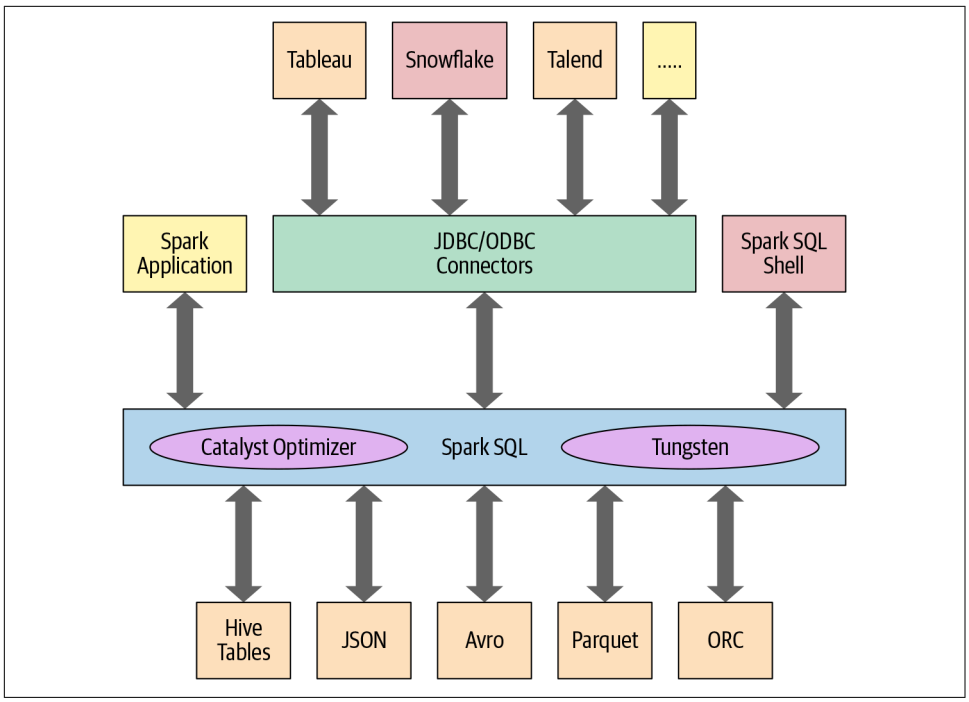 Tableau
Snowflake
Talend
.....
Spark
Application
JDBC/ODBC
Connectors
Spark SQL
Shell
Catalyst Optimizer
Spark SQL
Tungsten
Hive
Tables
JSON
Avro
Parquet
ORC